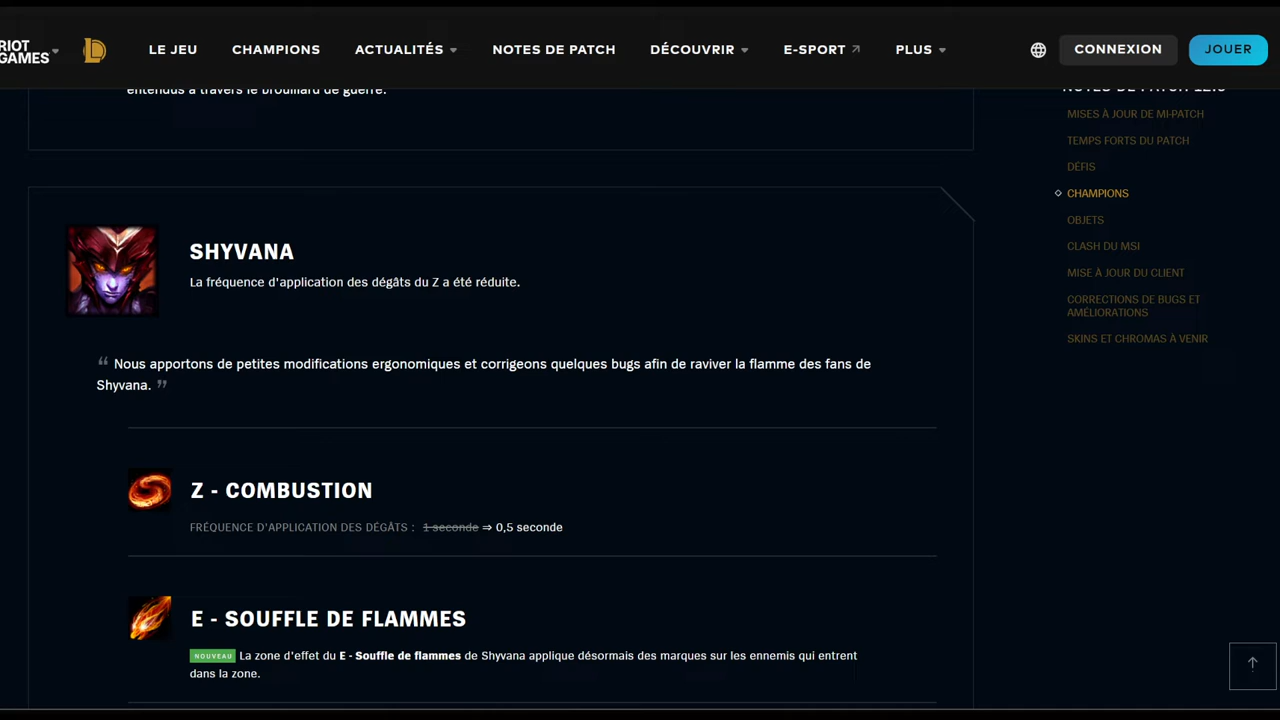 RIOT
GAMES
LE JEU
CHAMPIONS
ACTUALITÉS
NOTES DE PATCH
DÉCOUVRIR
E-SPORT
PLUS
CONNEXION
JOUER
entendus à travers le brouillard de guerre.
SHYVANA
La fréquence d'application des dégâts du Z a été réduite.
“ Nous apportons de petites modifications ergonomiques et corrigeons quelques bugs afin de raviver la flamme des fans de
Shyvana. ”
Z - COMBUSTION
FRÉQUENCE D'APPLICATION DES DÉGÂTS : 1 seconde ⇒ 0,5 seconde
E - SOUFFLE DE FLAMMES
NOUVEAU La zone d'effet du E - Souffle de flammes de Shyvana applique désormais des marques sur les ennemis qui entrent
dans la zone.
NOTES DE PATCH
MISES À JOUR DE MI-PATCH
TEMPS FORTS DU PATCH
DÉFIS
CHAMPIONS
OBJETS
CLASH DU MSI
MISE À JOUR DU CLIENT
CORRECTIONS DE BUGS ET
AMÉLIORATIONS
SKINS ET CHROMAS À VENIR